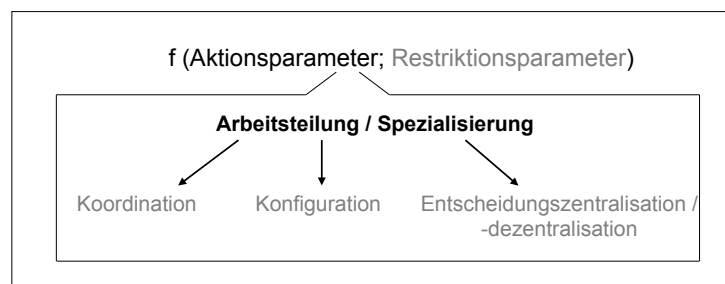 f (Aktionsparameter; Restriktionsparameter)
Arbeitsteilung / Spezialisierung
Koordination Konfiguration Entscheidungszentralisation /
-dezentralisation